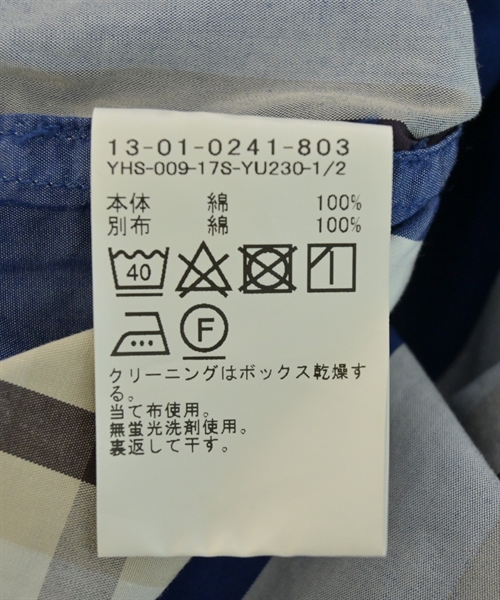 13-01-0241-803
YHS-009-17S-YU230-1/2
本体 綿 100%
別布 綿 100%
40
F
クリーニングはボックス乾燥す
る。
当て布使用。
無蛍光洗剤使用。
裏返して干す。